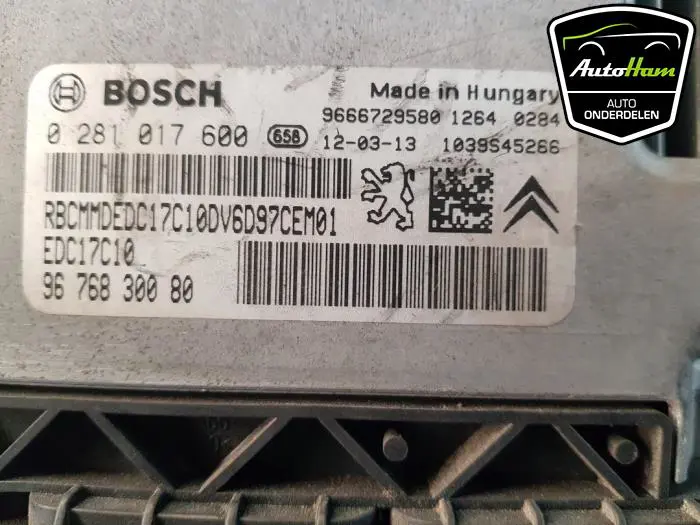 BOSCH
Made in Hungary
9666729580 1264 0284
0 281 017 600 658
12-03-13 1039S45266
RBCMMDEDC17C10DV6D97CEM01
EDC17C10
96 768 300 80
AutoHam
AUTO
ONDERDELEN